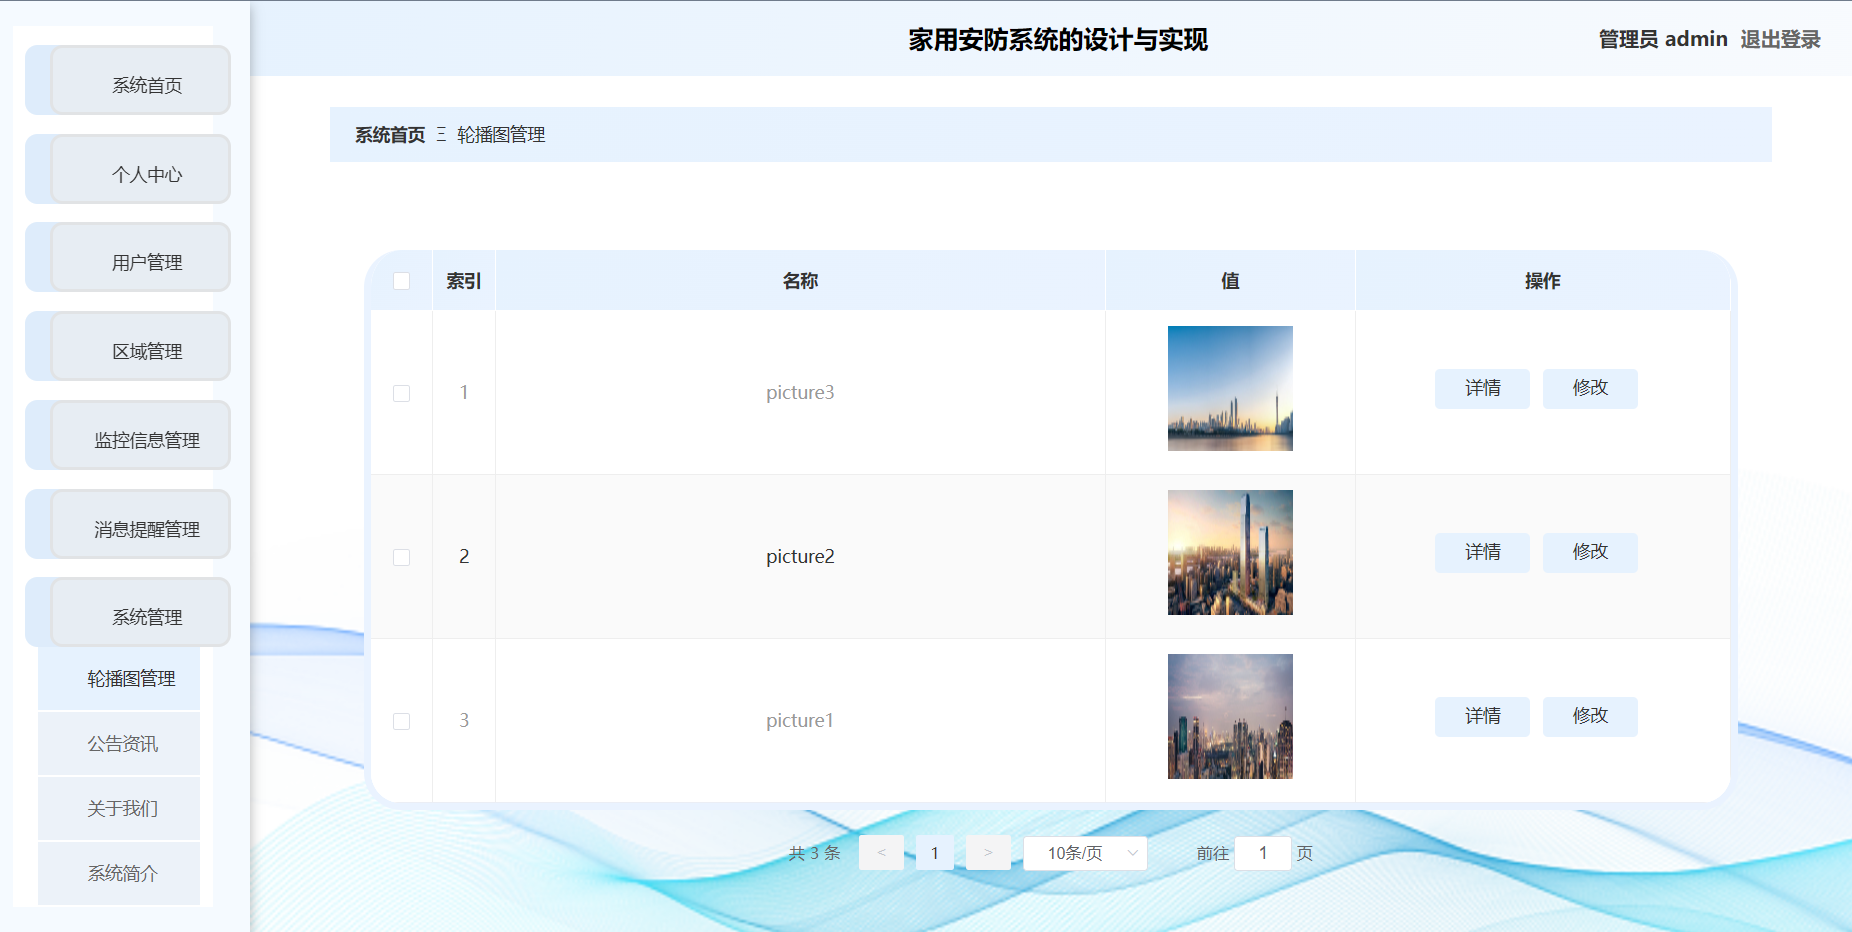 家用安防系统的设计与实现
管理员 admin 退出登录
系统首页
个人中心
用户管理
区域管理
监控信息管理
消息提醒管理
系统管理
轮播图管理
公告资讯
关于我们
系统简介
系统首页 Ξ 轮播图管理
索引 名称 值 操作
1 picture3 详情 修改
2 picture2 详情 修改
3 picture1 详情 修改
共 3 条 < 1 > 10条/页 前往 1 页